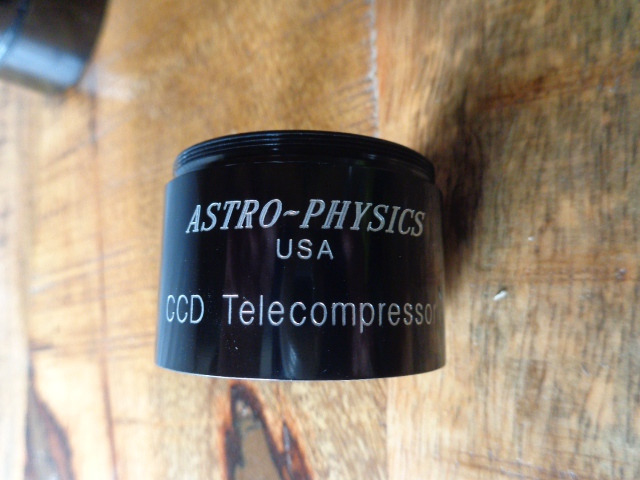 ASTRO-PHYSICS
USA
CCD Telecompressor